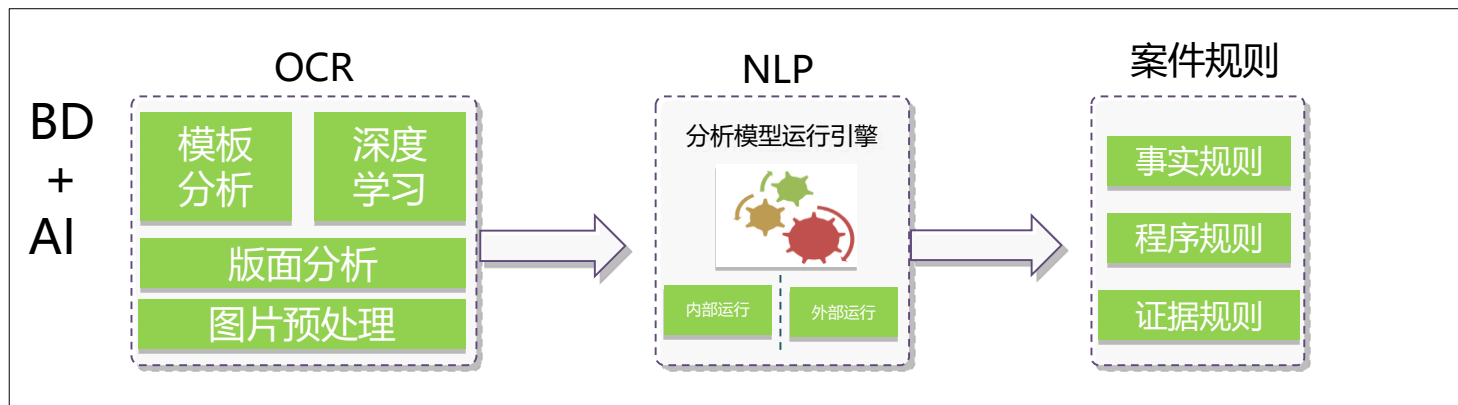 BD
+
AI
OCR
模板
分析
深度
学习
版面分析
图片预处理
NLP
分析模型运行引擎
内部运行
外部运行
案件规则
事实规则
程序规则
证据规则